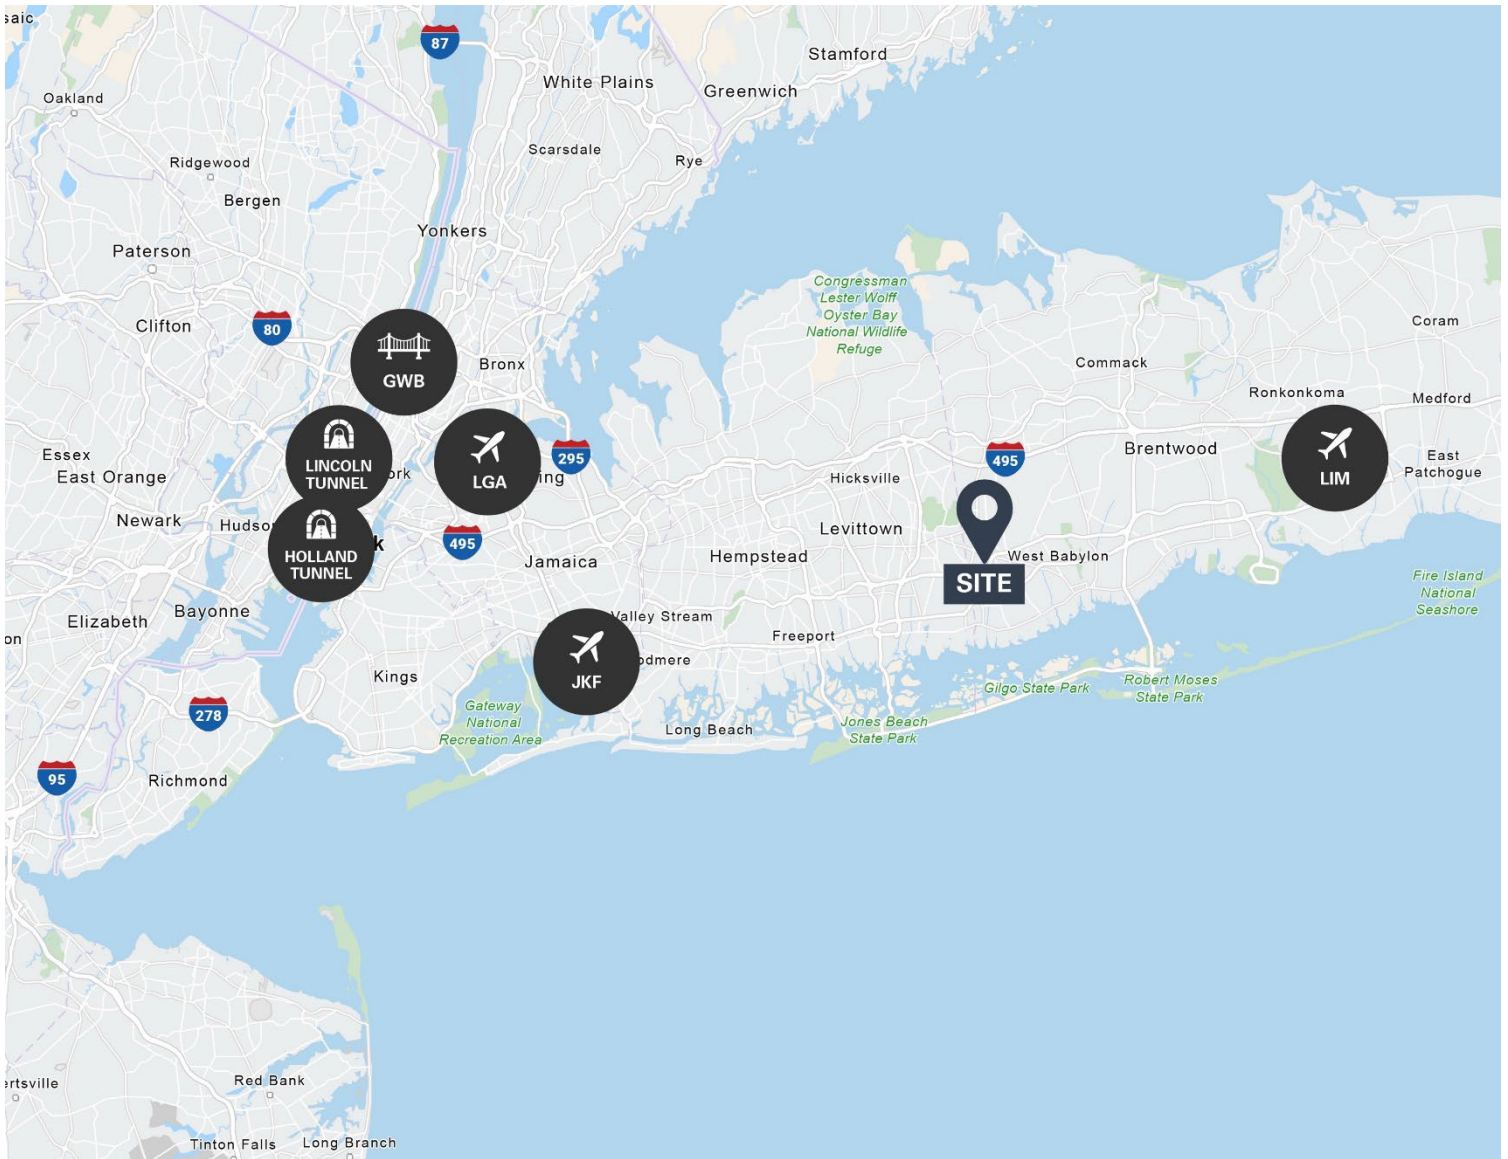 saic
87
Stamford
White Plains
Greenwich
Oakland
Scarsdale
Rye
Ridgewood
Bergen
Yonkers
Paterson
Congressman
Lester Wolff
Oyster Bay
National Wildlife
Refuge
Clifton
80
Coram
GWB
Bronx
Commack
Ronkonkoma
Medford
LINCOLN
TUNNEL
ork
LGA
ing
295
495
Brentwood
LIM
East
Patchogue
Essex
East Orange
Hicksville
Newark
Hudson
HOLLAND
TUNNEL
k
495
Levittown
Jamaica
Hempstead
West Babylon
SITE
Fire Island
National
Seashore
Bayonne
Elizabeth
on
Valley Stream
Freeport
JKF
odmere
Kings
Gilgo State Park
Robert Moses
State Park
278
Gateway
National
Recreation Area
Long Beach
Jones Beach
State Park
95
Richmond
ertsville
Red Bank
Tinton Falls
Long Branch